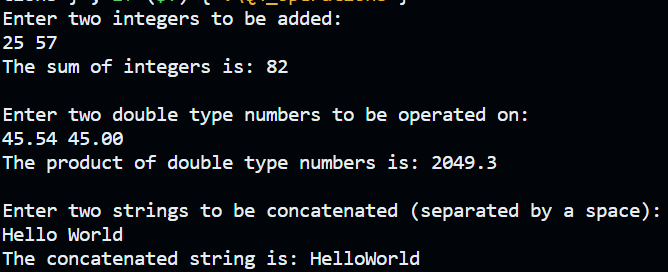 Enter two integers to be added:
25 57
The sum of integers is: 82
Enter two double type numbers to be operated on:
45.54 45.00
The product of double type numbers is: 2049.3
Enter two strings to be concatenated (separated by a space):
Hello World
The concatenated string is: HelloWorld